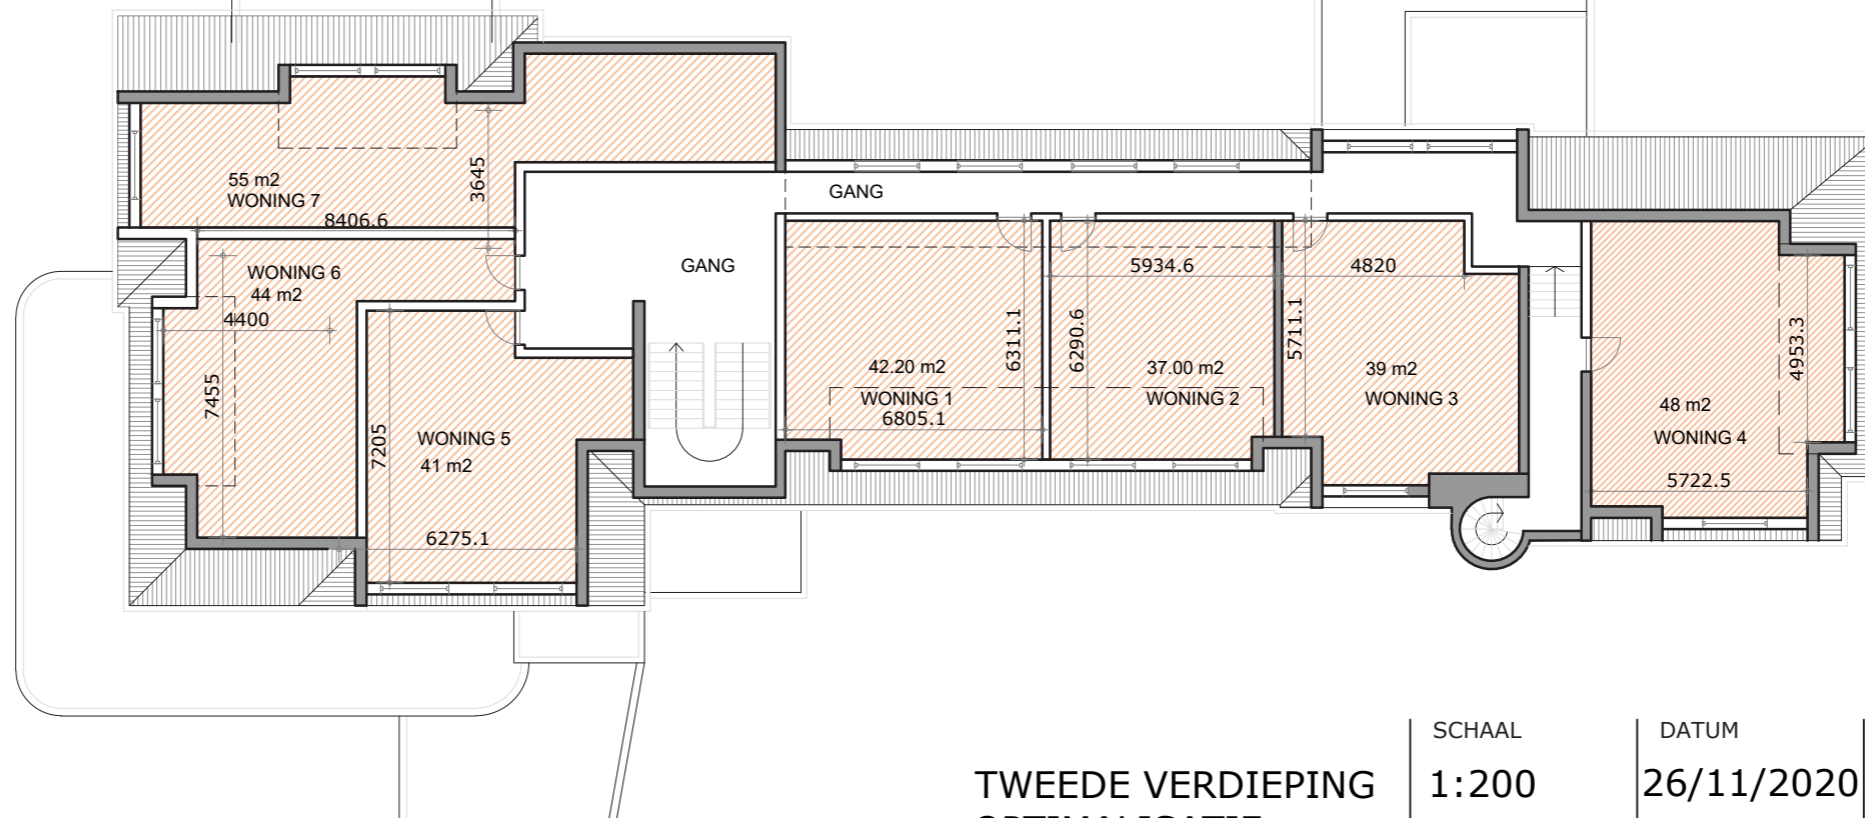 55 m2
WONING 7
8406.6
3645
GANG
WONING 6
44 m2
4400
7455
GANG
7205
WONING 5
41 m2
6275.1
42.20 m2
WONING 1
6805.1
6311.1
5934.6
6290.6
37.00 m2
WONING 2
4820
5711.1
39 m2
WONING 3
48 m2
WONING 4
4953.3
5722.5
SCHAAL
1:200
DATUM
26/11/2020
TWEEDE VERDIEPING